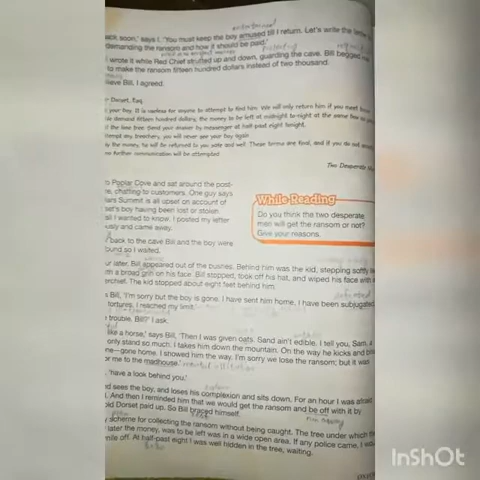 ack soon,' says I. 'You must keep the boy amused till I return. Let's write the letter
demanding the ransom and how it should be paid.'
I wrote it while Red Chief strutted up and down, guarding the cave. Bill begged me
to make the ransom fifteen hundred dollars instead of two thousand.
lieve Bill, I agreed.
Dorset, Esq.
your boy. It is useless for anyone to attempt to find him. We will only return him if you meet
demand fifteen hundred dollars, the money to be left at midnight to-night at the same
the tree. Send your answer by messenger at half-past eight tonight.
tempt any treachery, you will never see your boy again.
the money, he will be returned to you safe and well. These terms are final, and if you do not
no further communication will be attempted.
Two Desperate M
o Poplar Cove and sat around the post-
chatting to customers. One guy says
Summit is all upset on account of
set's boy having been lost or stolen.
all I wanted to know. I posted my letter
usly and came away.
back to the cave Bill and the boy were
ound so I waited.
While Reading
Do you think the two desperate
men will get the ransom or not?
Give your reasons.
ur later, Bill appeared out of the bushes. Behind him was the kid, stepping softly
th a broad grin on his face. Bill stopped, took off his hat, and wiped his face with a
erchief. The kid stopped about eight feet behind him.
s Bill, 'I'm sorry but the boy is gone. I have sent him home. I have been subjugated
tortures. I reached my limit.'
trouble, Bill?' I ask.
like a horse,' says Bill, 'Then I was given oats. Sand ain't edible. I tell you, Sam, a
only stand so much. I takes him down the mountain. On the way he kicks and
one—gone home. I showed him the way. I'm sorry we lose the ransom; but it was
or me to the madhouse.'
'have a look behind you.'
d sees the boy, and loses his complexion and sits down. For an hour I was afraid
And then I reminded him that we would get the ransom and be off with it by
old Dorset paid up. So Bill braced himself.
scheme for collecting the ransom without being caught. The tree under which the
later the money, was to be left was in a wide open area. If any police came, I
mile off. At half-past eight I was well hidden in the tree, waiting.
InShOt